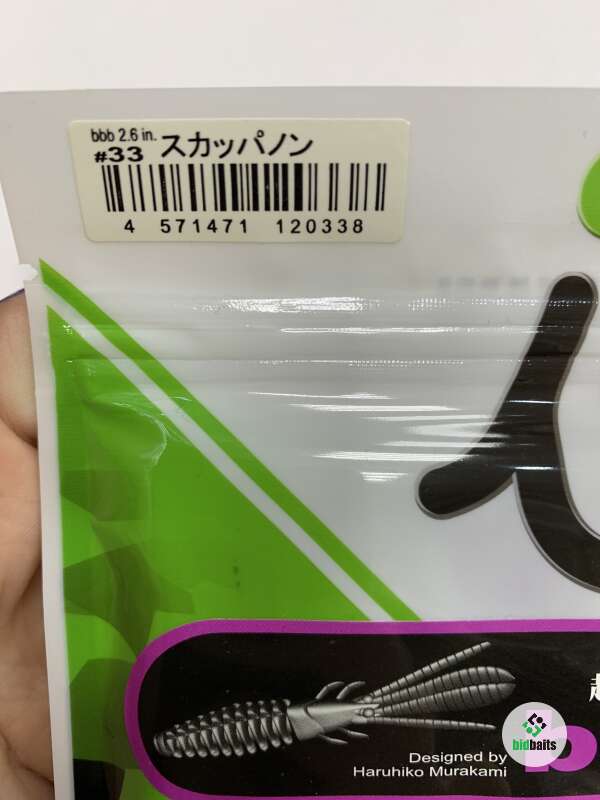 bbb 2.6 in.
#33 スカッパノン
4 571471 120338
Designed by
Haruhiko Murakami
bidbaits